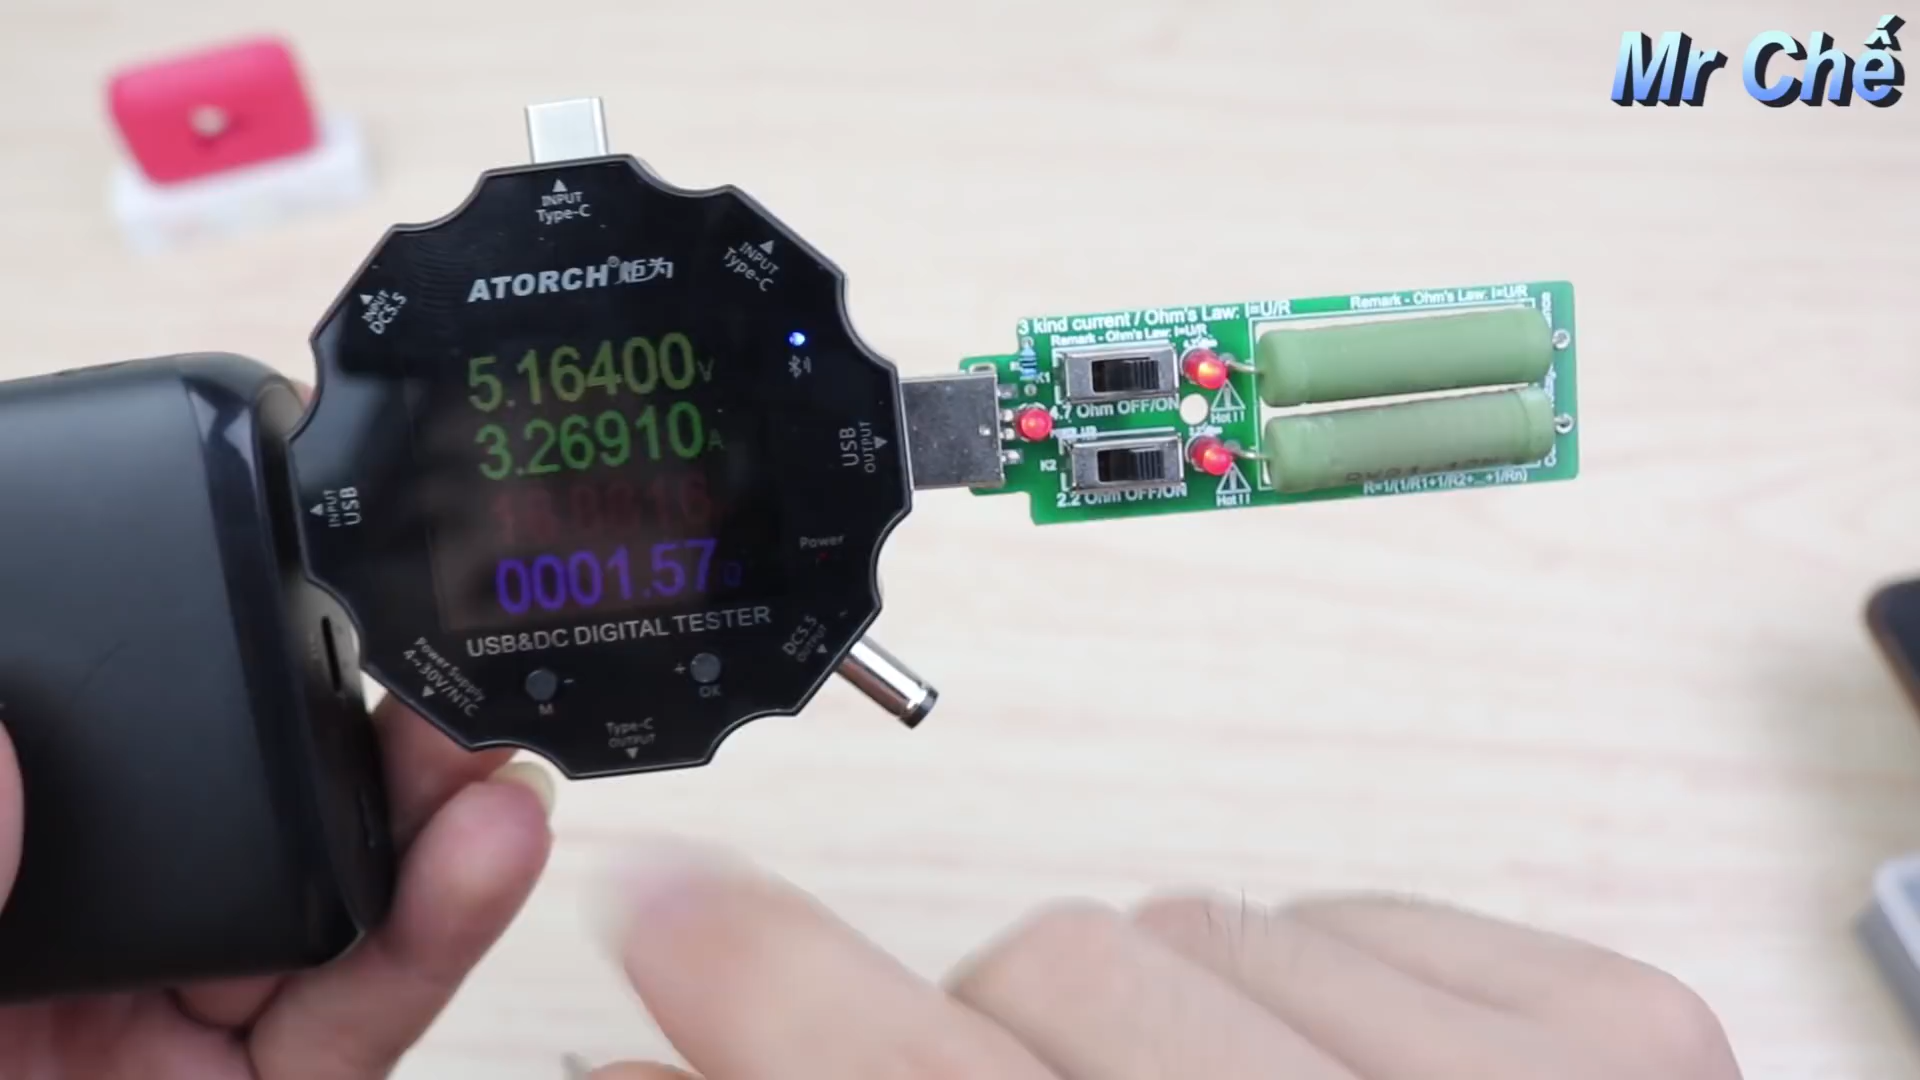 Mr Chế
INPUT
Type-C
INPUT
Type-C
INPUT
DC5.5
ATORCH®炬为
5.16400V
3.26910A
0001.57Ω
USB&DC DIGITAL TESTER
INPUT
USB
USB
OUTPUT
Power
DC5.5
OUTPUT
Power Supply
4~30V/NTC
M
-
+
OK
Type-C
OUTPUT
3 kind current / Ohm's Law: I=U/R
Remark - Ohm's Law: I=U/R
Remark - Ohm's Law: I=U/R
K1
4.7 Ohm OFF/ON
Hot!!
K2
2.2 Ohm OFF/ON
Hot!!
R=1/(1/R1+1/R2+...+1/Rn)